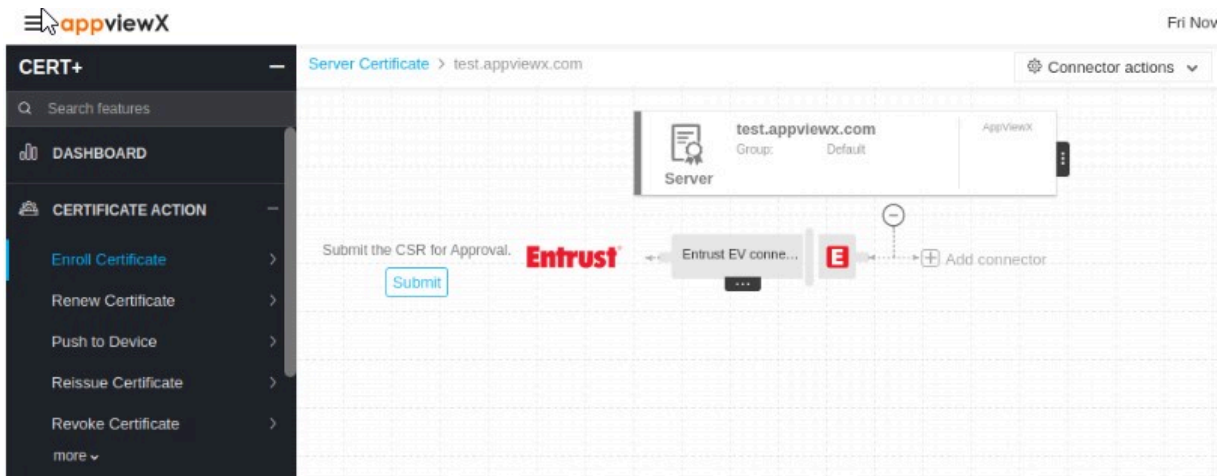 appviewX
Fri Nov
CERT+
Server Certificate > test.appviewx.com
Connector actions
Search features
DASHBOARD
CERTIFICATE ACTION
Enroll Certificate
Renew Certificate
Push to Device
Reissue Certificate
Revoke Certificate
more
test.appviewx.com
Group: Default
AppViewX
Server
Submit the CSR for Approval.
Submit
Entrust
Entrust EV conne...
E
Add connector